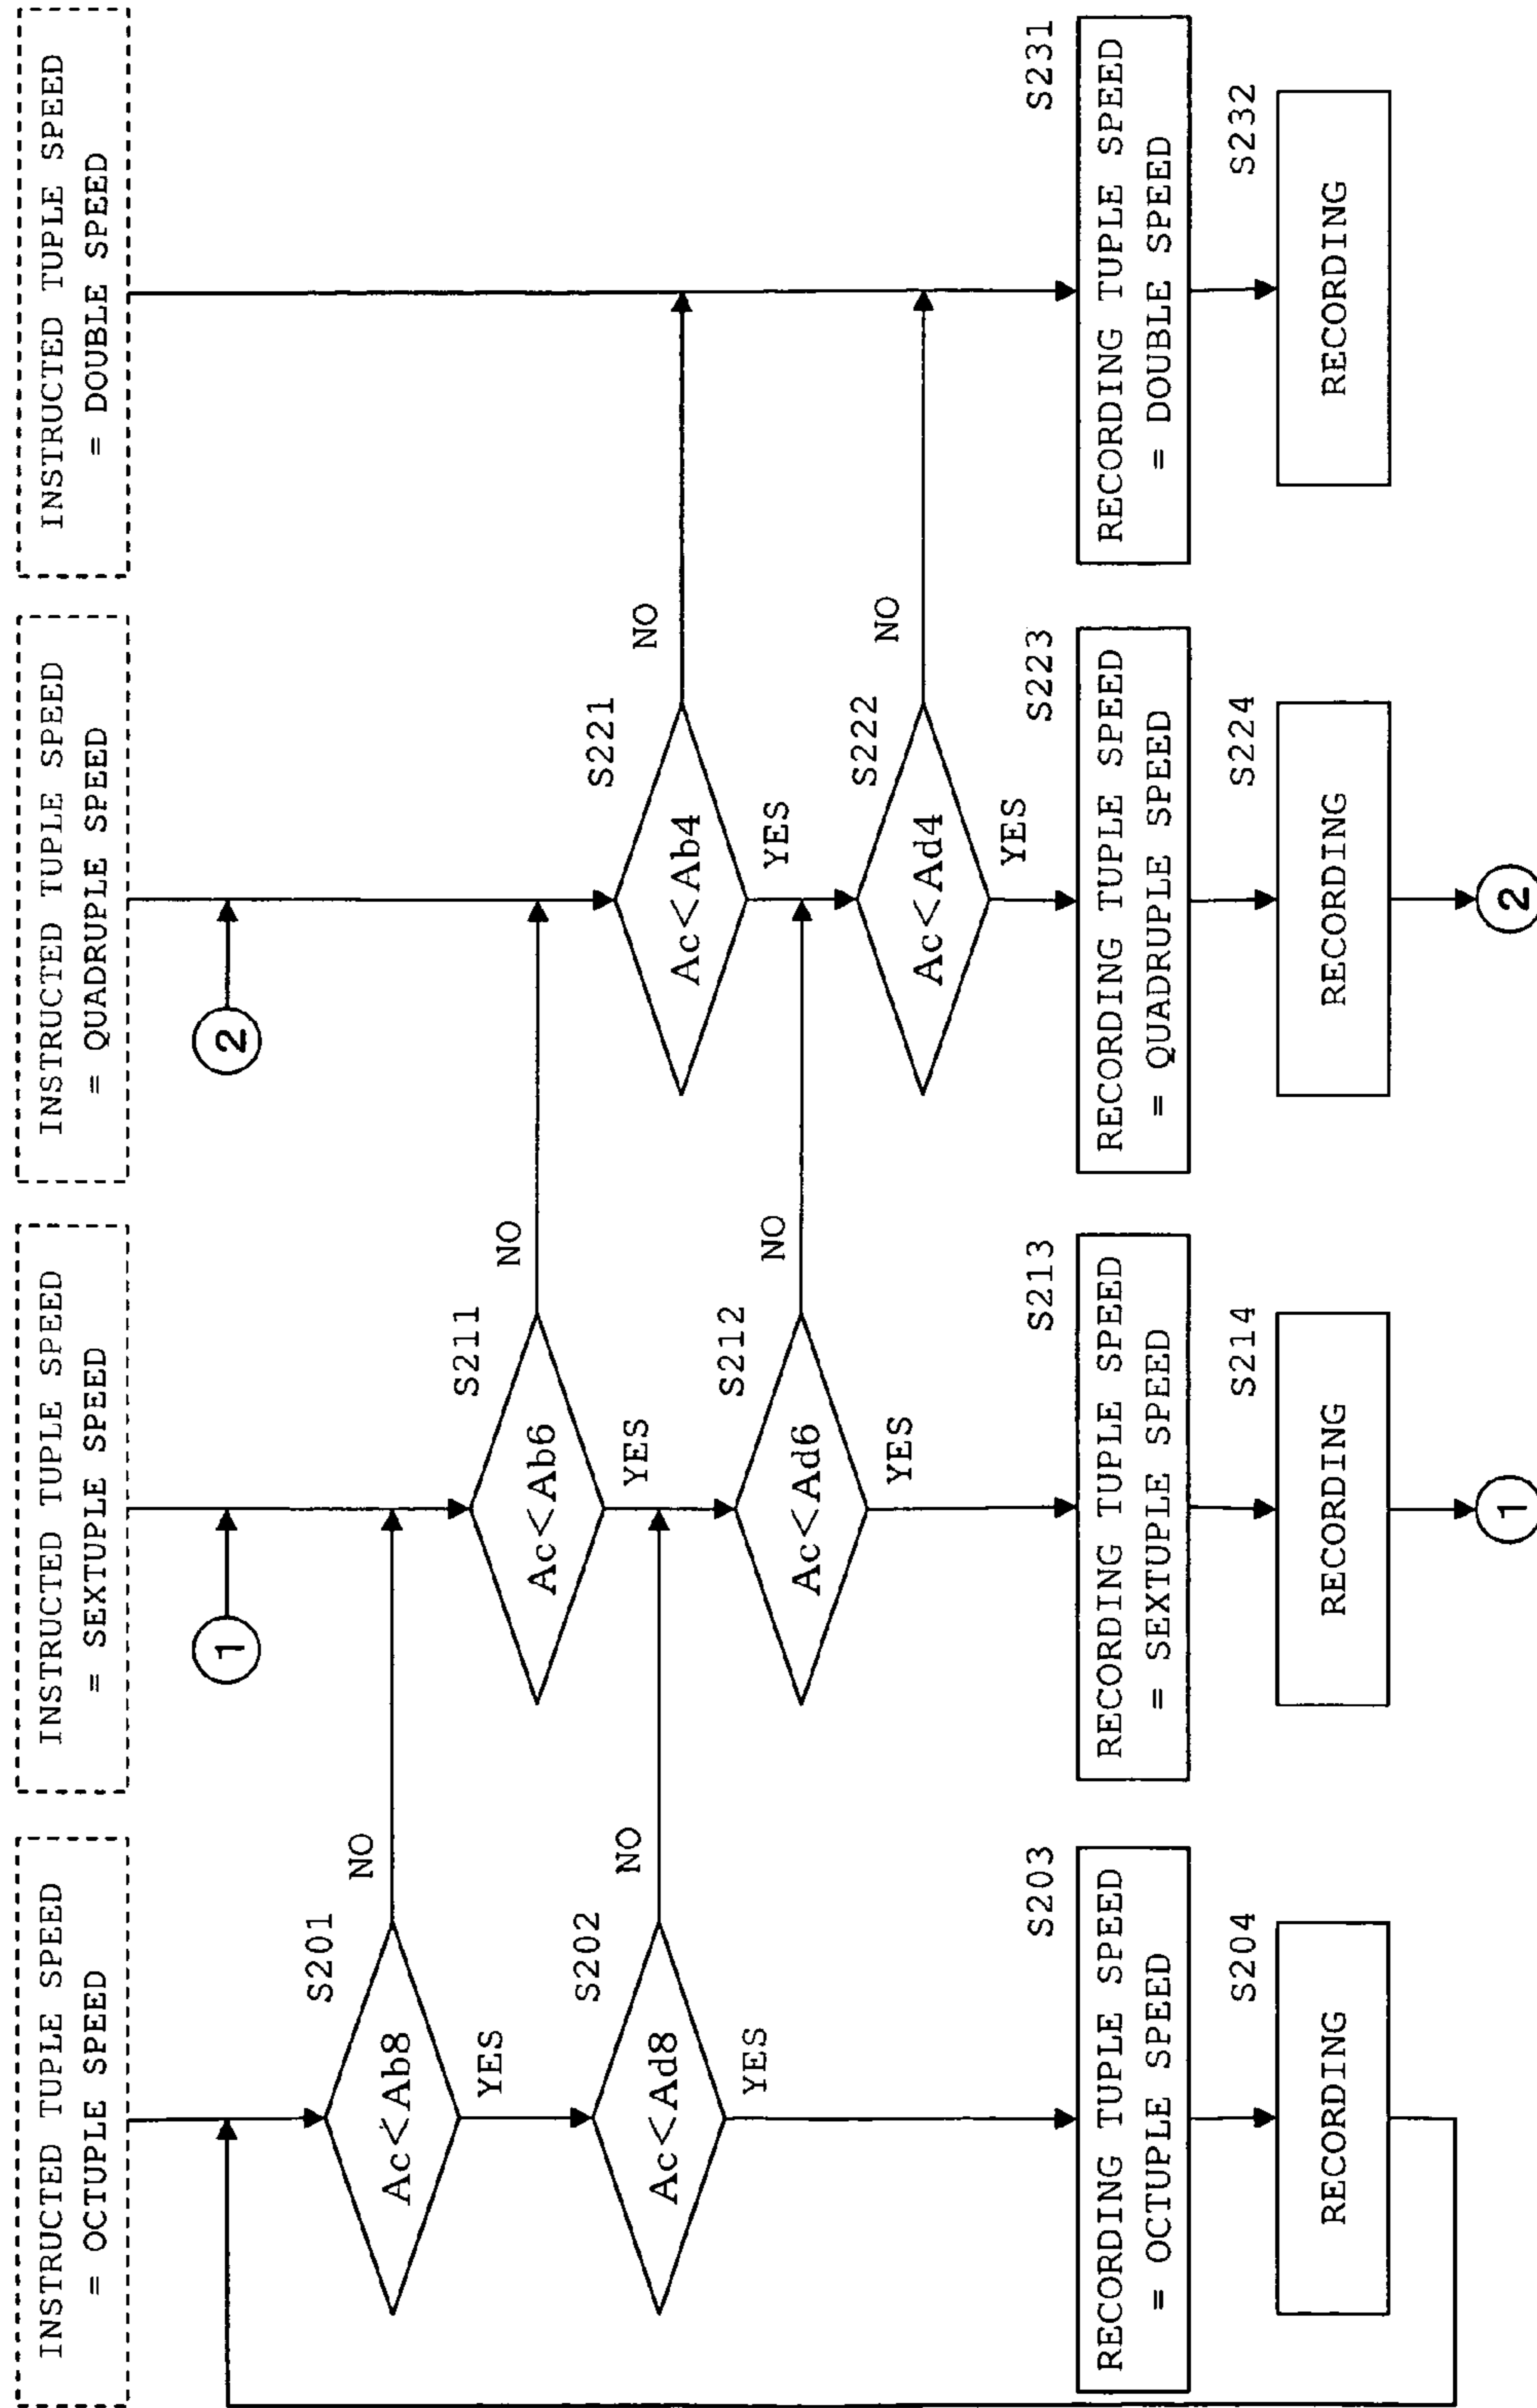 INSTRUCTED TUPLE SPEED
= OCTUPLE SPEED
S201
Ac<Ab8
NO
YES
S202
Ac<Ad8
NO
YES
S203
RECORDING TUPLE SPEED
= OCTUPLE SPEED
S204
RECORDING
INSTRUCTED TUPLE SPEED
= SEXTUPLE SPEED
1
S211
Ac<Ab6
NO
YES
S212
Ac<Ad6
NO
YES
S213
RECORDING TUPLE SPEED
= SEXTUPLE SPEED
S214
RECORDING
1
INSTRUCTED TUPLE SPEED
= QUADRUPLE SPEED
2
S221
Ac<Ab4
NO
YES
S222
Ac<Ad4
NO
YES
S223
RECORDING TUPLE SPEED
= QUADRUPLE SPEED
S224
RECORDING
2
INSTRUCTED TUPLE SPEED
= DOUBLE SPEED
S231
RECORDING TUPLE SPEED
= DOUBLE SPEED
S232
RECORDING